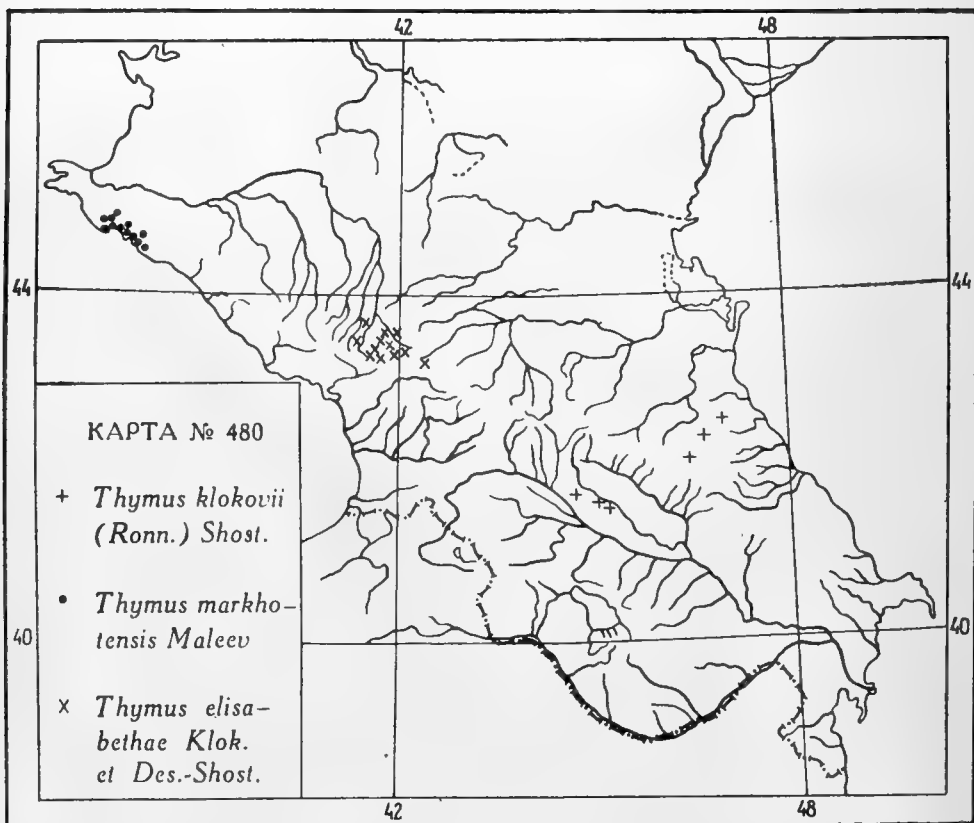 42
48
44
44
КАРТА № 480
+ Thymus klokovii
(Ronn.) Shost.
• Thymus markho-
tensis Maleev
× Thymus elisa-
bethae Klok.
et Des.-Shost.
40
40
42
48